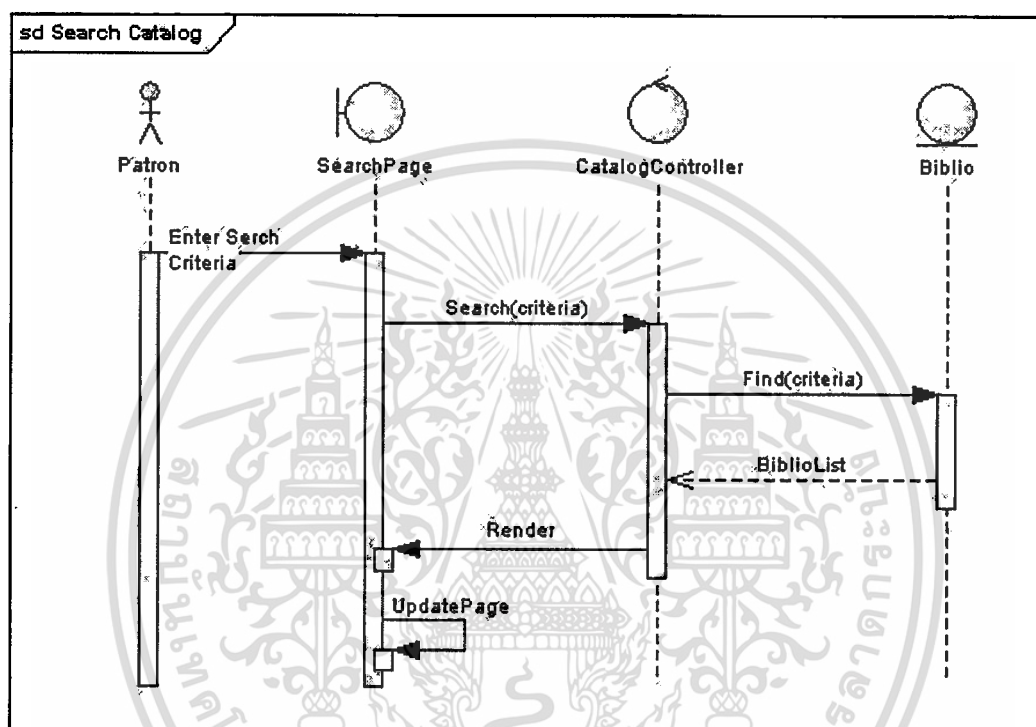 sd Search Catalog
Patron
SearchPage
CatalogController
Biblio
Enter Serch
Criteria
Search(criteria)
Find(criteria)
BiblioList
Render
UpdatePage